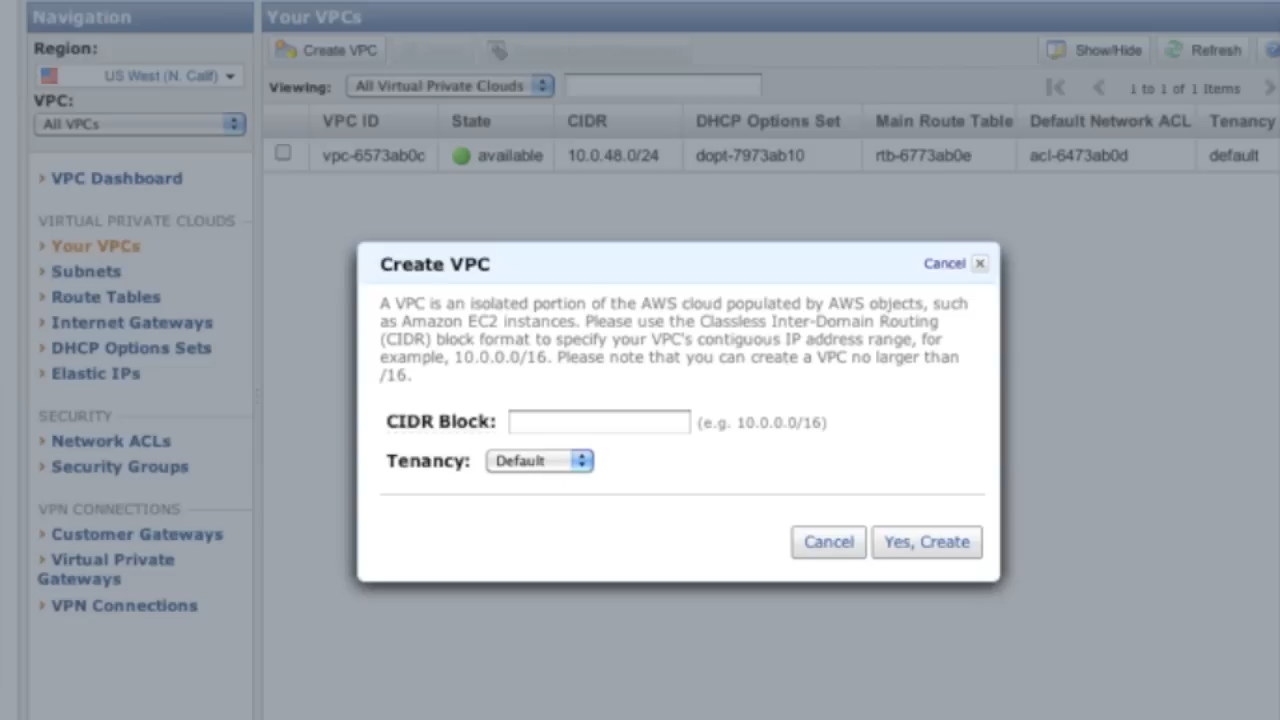 Navigation
Region:
US West (N. Calif)
VPC:
All VPCs
VPC Dashboard
VIRTUAL PRIVATE CLOUDS
Your VPCs
Subnets
Route Tables
Internet Gateways
DHCP Options Sets
Elastic IPs
SECURITY
Network ACLs
Security Groups
VPN CONNECTIONS
Customer Gateways
Virtual Private
Gateways
VPN Connections
Your VPCs
Create VPC
Show/Hide
Refresh
Viewing: All Virtual Private Clouds
1 to 1 of 1 Items
VPC ID State CIDR DHCP Options Set Main Route Table Default Network ACL Tenancy
vpc-6573ab0c available 10.0.48.0/24 dopt-7973ab10 rtb-6773ab0e acl-6473ab0d default
Create VPC
Cancel
A VPC is an isolated portion of the AWS cloud populated by AWS objects, such
as Amazon EC2 instances. Please use the Classless Inter-Domain Routing
(CIDR) block format to specify your VPC's contiguous IP address range, for
example, 10.0.0.0/16. Please note that you can create a VPC no larger than
/16.
CIDR Block: (e.g. 10.0.0.0/16)
Tenancy: Default
Cancel
Yes, Create